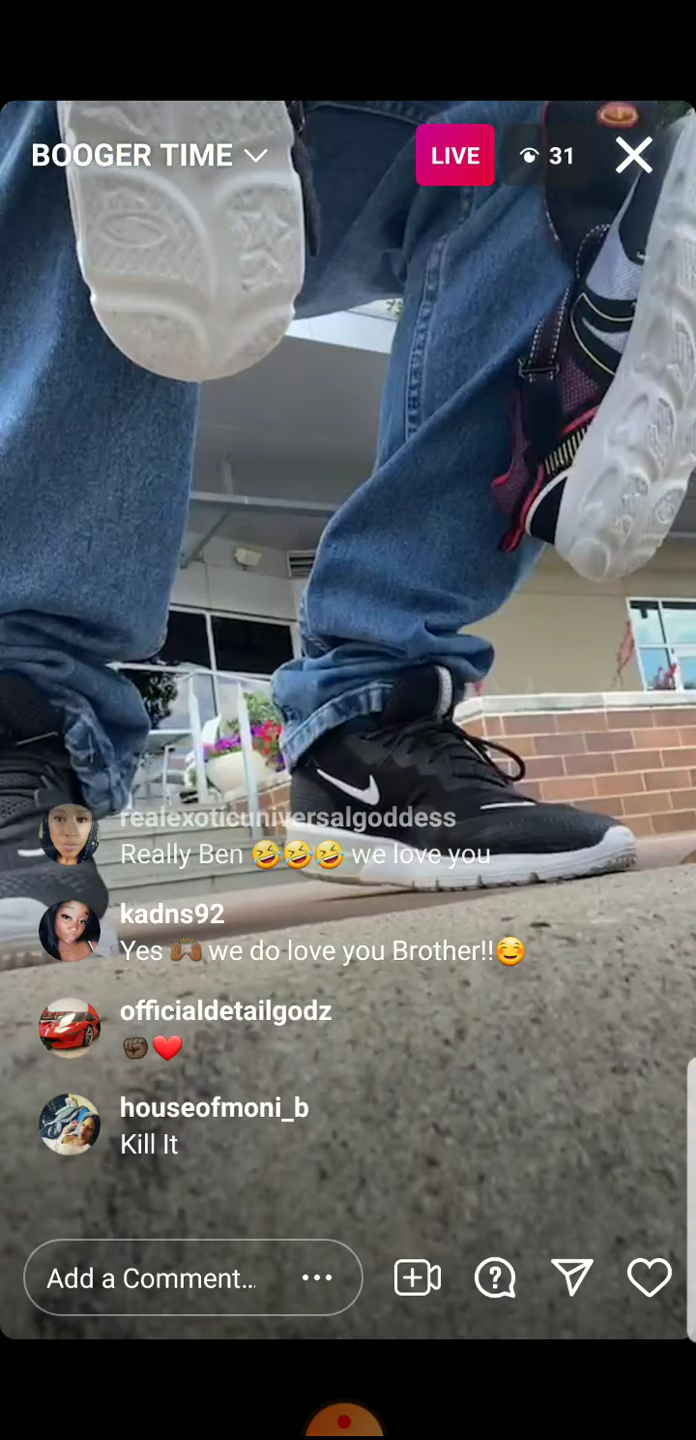 BOOGER TIME
LIVE
31
realexoticuniversalgoddess
Really Ben 🤣🤣🤣 we love you
kadns92
Yes 🙌🏾 we do love you Brother!!☺️
officialdetailgodz
✊🏿❤️
houseofmoni_b
Kill It
Add a Comment...